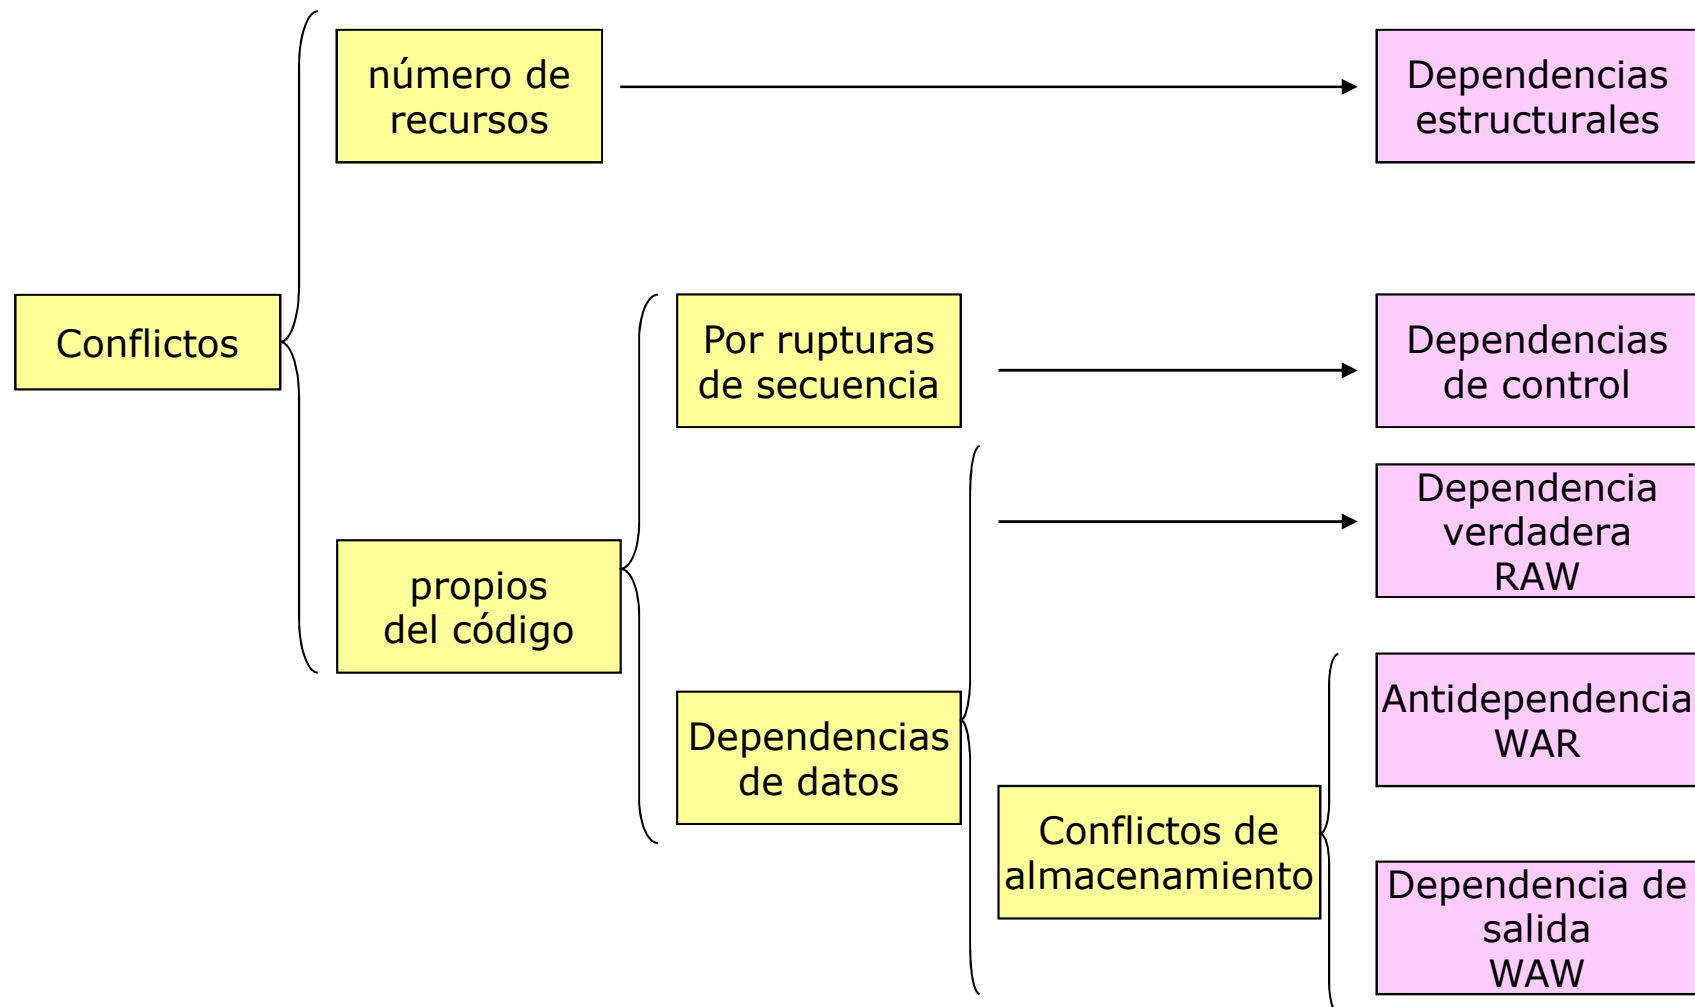 número de
recursos
Dependencias
estructurales
Conflictos
Por rupturas
de secuencia
Dependencias
de control
Dependencia
verdadera
RAW
propios
del código
Dependencias
de datos
Antidependencia
WAR
Conflictos de
almacenamiento
Dependencia de
salida
WAW